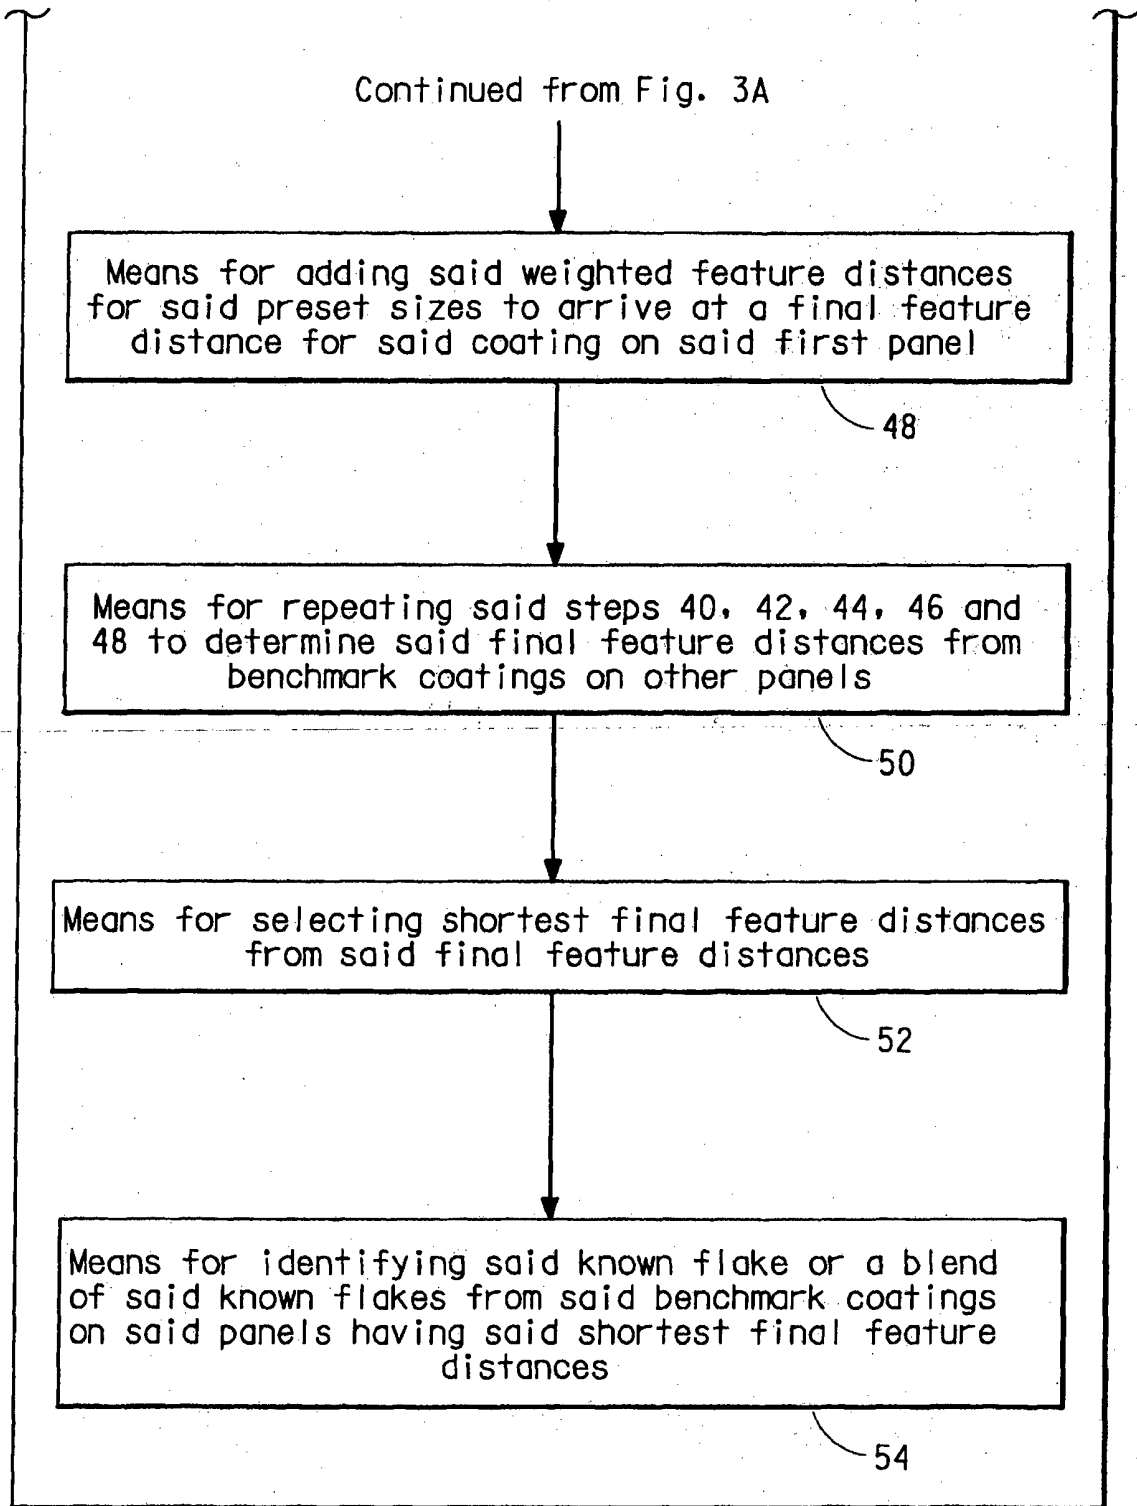 Continued from Fig. 3A
Means for adding said weighted feature distances
for said preset sizes to arrive at a final feature
distance for said coating on said first panel
48
Means for repeating said steps 40, 42, 44, 46 and
48 to determine said final feature distances from
benchmark coatings on other panels
50
Means for selecting shortest final feature distances
from said final feature distances
52
Means for identifying said known flake or a blend
of said known flakes from said benchmark coatings
on said panels having said shortest final feature
distances
54